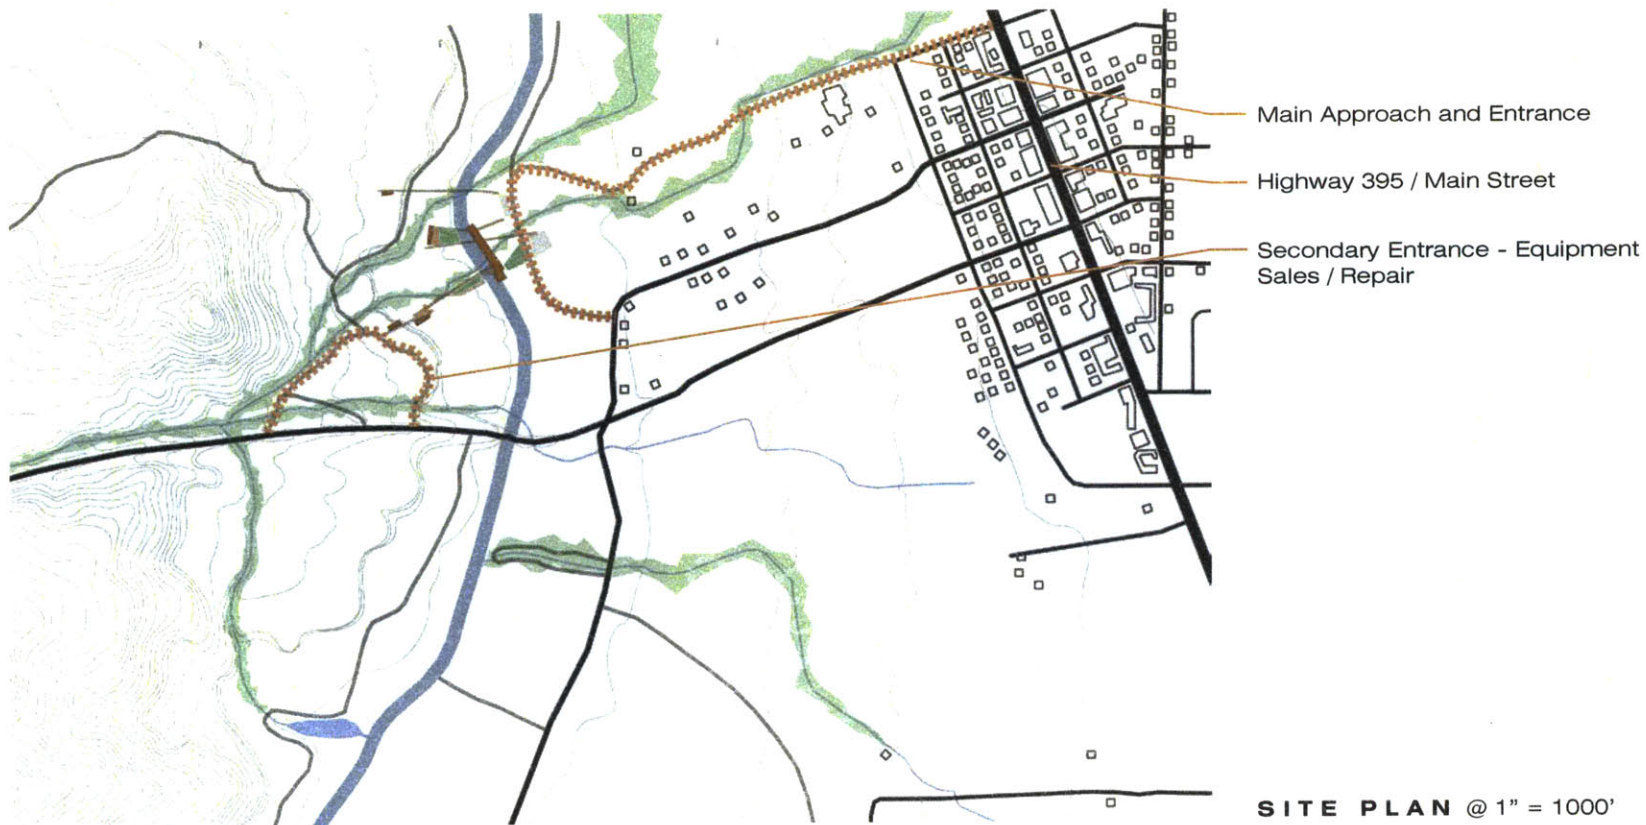 Main Approach and Entrance
Highway 395 / Main Street
Secondary Entrance - Equipment
Sales / Repair
SITE PLAN @ 1” = 1000’